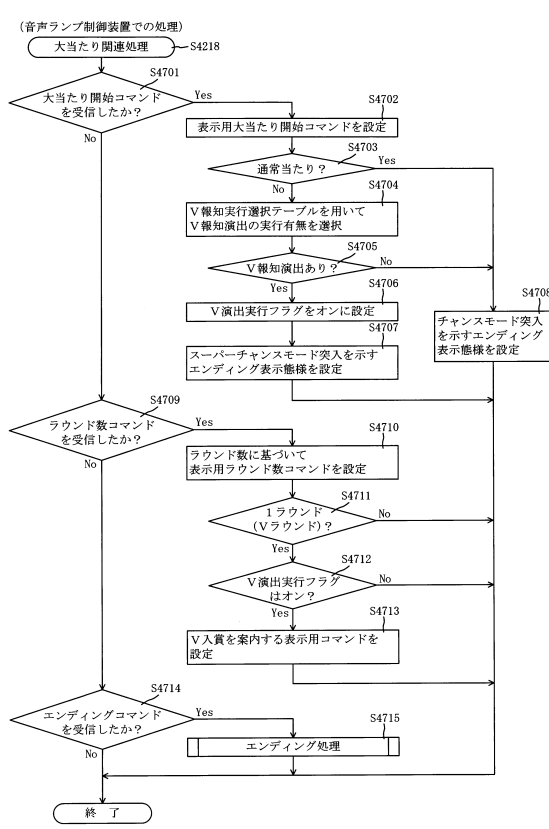 (音声ランプ制御装置での処理)
大当たり関連処理
S4218
S4701
大当たり開始コマンド
を受信したか?
Yes
No
S4702
表示用大当たり開始コマンドを設定
S4703
通常当たり?
Yes
No
S4704
V報知実行選択テーブルを用いて
V報知演出の実行有無を選択
S4705
V報知演出あり?
No
Yes
S4706
V演出実行フラグをオンに設定
S4707
スーパーチャンスモード突入を示す
エンディング表示態様を設定
S4708
チャンスモード突入
を示すエンディング
表示態様を設定
S4709
ラウンド数コマンド
を受信したか?
Yes
No
S4710
ラウンド数に基づいて
表示用ラウンド数コマンドを設定
S4711
1ラウンド
(Vラウンド)?
No
Yes
S4712
V演出実行フラグ
はオン?
No
Yes
S4713
V入賞を案内する表示用コマンドを
設定
S4714
エンディングコマンド
を受信したか?
Yes
No
S4715
エンディング処理
終 了